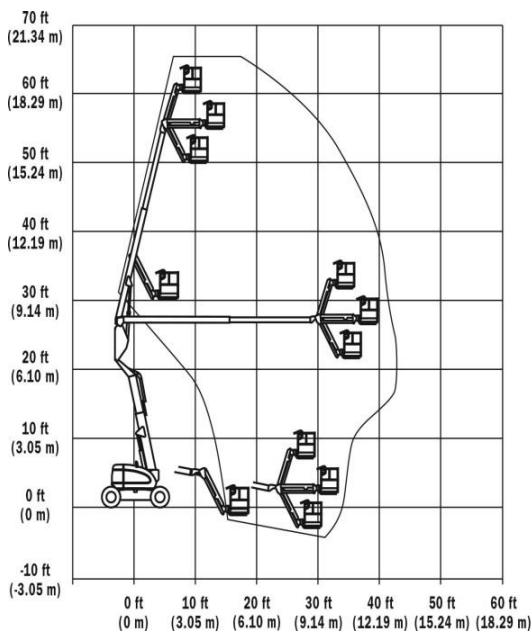 70 ft
(21.34 m)
60 ft
(18.29 m)
50 ft
(15.24 m)
40 ft
(12.19 m)
30 ft
(9.14 m)
20 ft
(6.10 m)
10 ft
(3.05 m)
0 ft
(0 m)
-10 ft
(-3.05 m)
0 ft 10 ft 20 ft 30 ft 40 ft 50 ft 60 ft
(0 m) (3.05 m) (6.10 m) (9.14 m) (12.19 m) (15.24 m) (18.29 m)